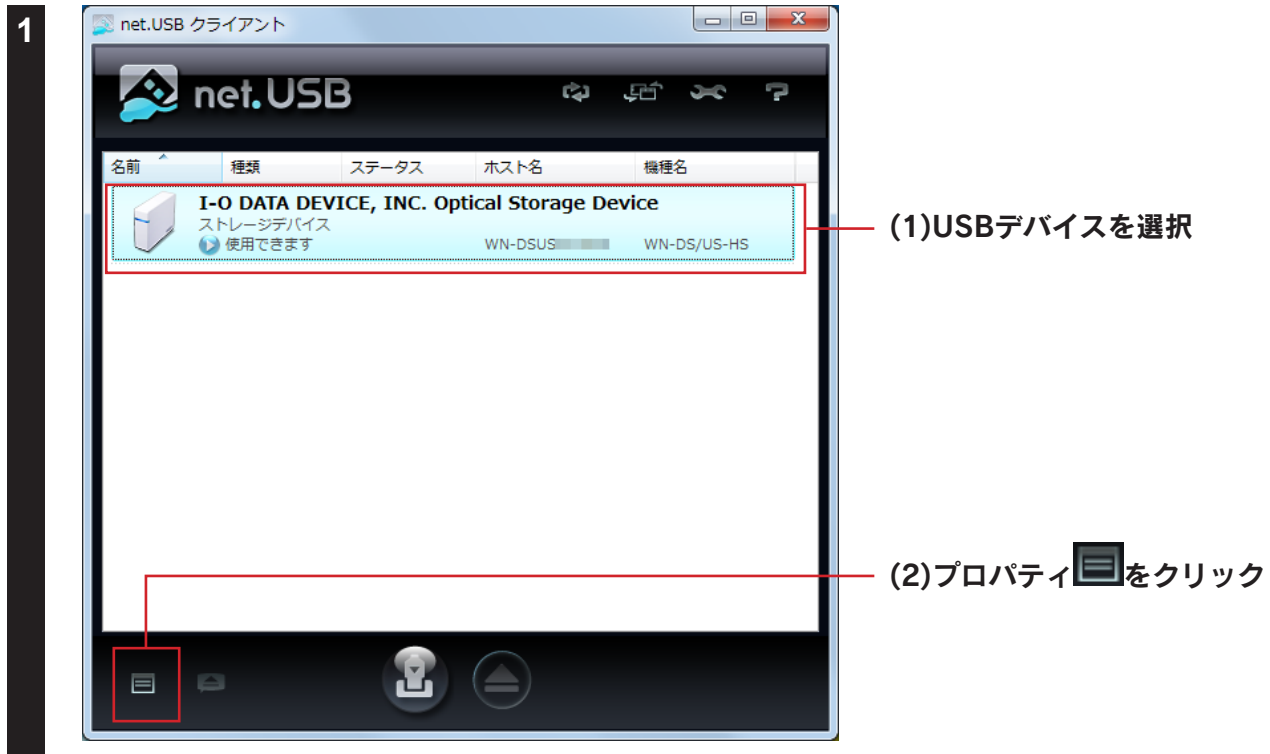 1
net.USB クライアント
net.USB
名前 種類 ステータス ホスト名 機種名
I-O DATA DEVICE, INC. Optical Storage Device
ストレージデバイス
使用できます WN-DSUS WN-DS/US-HS
(1)USBデバイスを選択
(2)プロパティをクリック